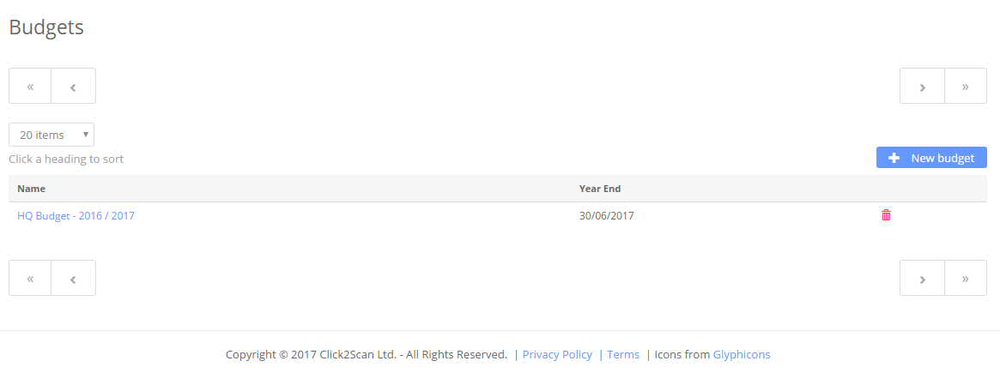 Budgets
« ‹ › »
20 items ▾
Click a heading to sort
+ New budget
Name Year End
HQ Budget - 2016 / 2017 30/06/2017
« ‹ › »
Copyright © 2017 Click2Scan Ltd. - All Rights Reserved. | Privacy Policy | Terms | Icons from Glyphicons